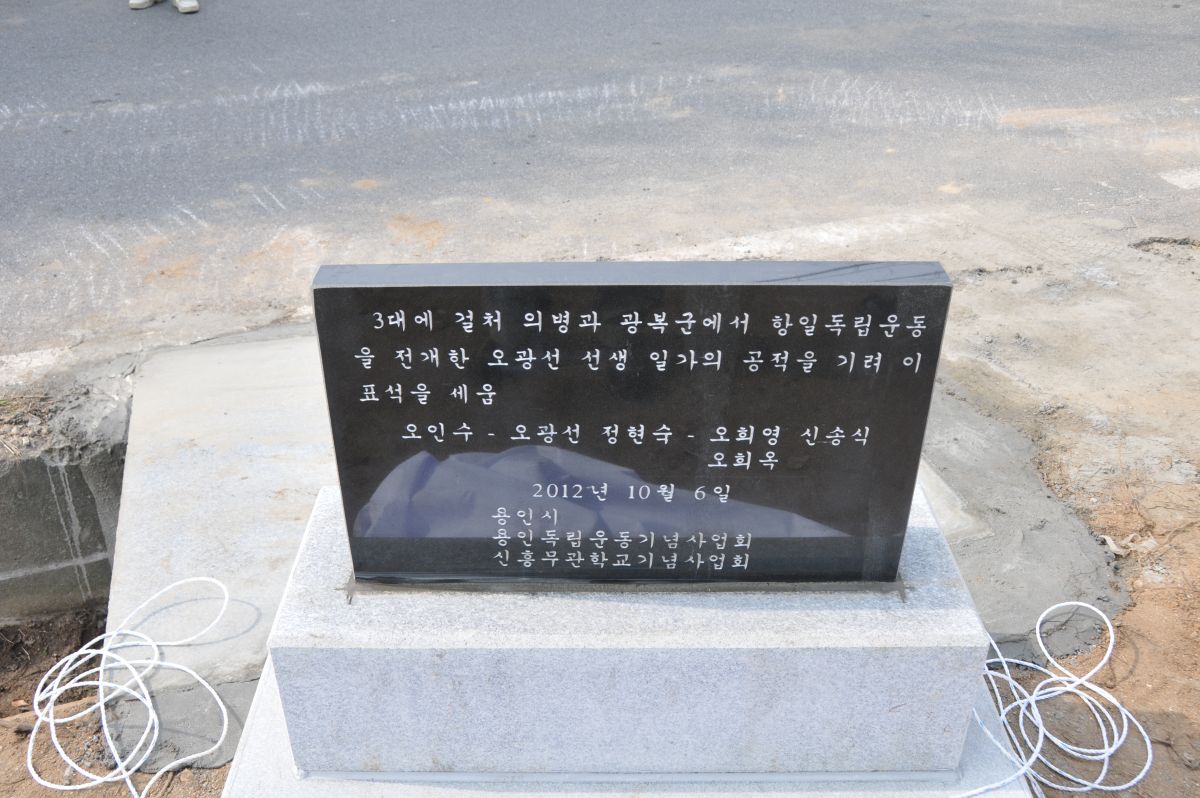 3대에 걸처 의병과 광복군에서 항일독립운동
을 전개한 오광선 선생 일가의 공적을 기려 이
표석을 세움
오인수 - 오광선 정현숙 - 오희영 신송식
오희옥
2012년 10월 6일
용인시
용인독립운동기념사업회
신흥무관학교기념사업회